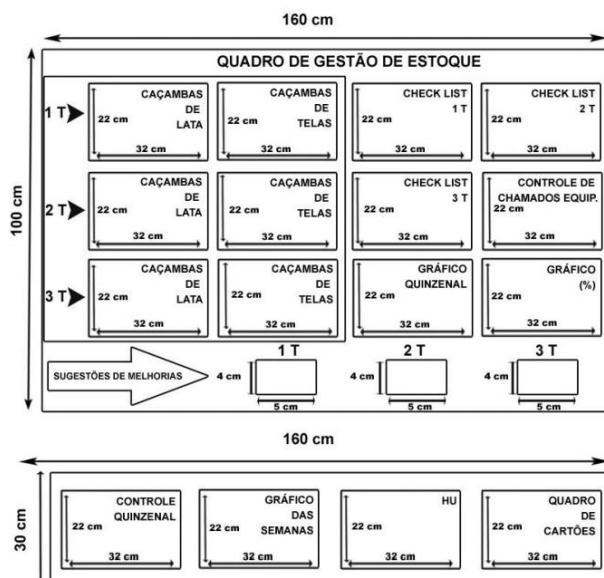 160 cm
100 cm
QUADRO DE GESTÃO DE ESTOQUE
1 T
CAÇAMBAS
DE
LATA
22 cm
32 cm
CAÇAMBAS
DE
TELAS
22 cm
32 cm
CHECK LIST
1 T
22 cm
32 cm
CHECK LIST
2 T
22 cm
32 cm
2 T
CAÇAMBAS
DE
LATA
22 cm
32 cm
CAÇAMBAS
DE
TELAS
22 cm
32 cm
CHECK LIST
3 T
22 cm
32 cm
CONTROLE DE
CHAMADOS EQUIP.
22 cm
32 cm
3 T
CAÇAMBAS
DE
LATA
22 cm
32 cm
CAÇAMBAS
DE
TELAS
22 cm
32 cm
GRÁFICO
QUINZENAL
22 cm
32 cm
GRÁFICO
(%)
22 cm
32 cm
SUGESTÕES DE MELHORIAS
1 T
4 cm
5 cm
2 T
4 cm
5 cm
3 T
4 cm
5 cm
160 cm
30 cm
CONTROLE
QUINZENAL
22 cm
32 cm
GRÁFICO
DAS
SEMANAS
22 cm
32 cm
HU
22 cm
32 cm
QUADRO
DE
CARTÕES
22 cm
32 cm